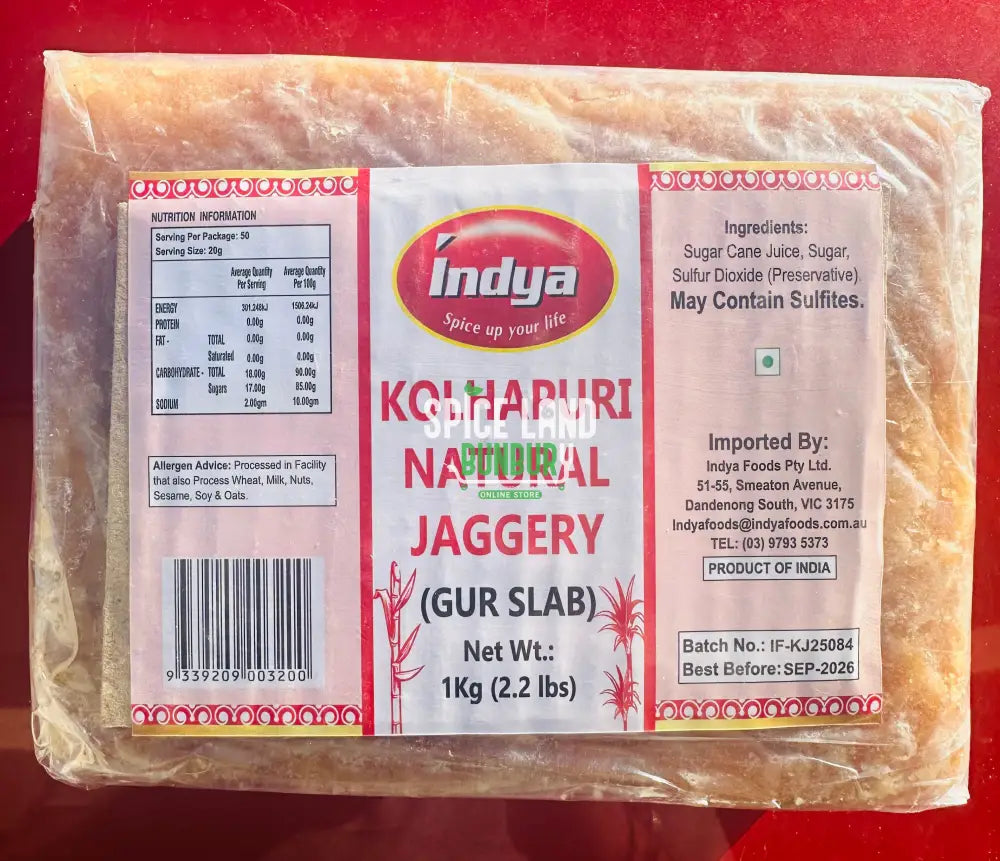 NUTRITION INFORMATION
Serving Per Package: 50
Serving Size: 20g
Average Quantity Per Serving Average Quantity Per 100g
ENERGY 301.248kJ 1506.24kJ
PROTEIN 0.00g 0.00g
FAT - TOTAL 0.00g 0.00g
Saturated 0.00g 0.00g
CARBOHYDRATE - TOTAL 18.00g 90.00g
Sugars 17.00g 85.00g
SODIUM 2.00gm 10.00gm
Allergen Advice: Processed in Facility
that also Process Wheat, Milk, Nuts,
Sesame, Soy & Oats.
9 339209 003200
Índya
Spice up your life
KOLHAPURI
SPICE LAND
NATURAL
BUNBURY
ONLINE STORE
JAGGERY
(GUR SLAB)
Net Wt.:
1Kg (2.2 lbs)
Ingredients:
Sugar Cane Juice, Sugar,
Sulfur Dioxide (Preservative).
May Contain Sulfites.
Imported By:
Indya Foods Pty Ltd.
51-55, Smeaton Avenue,
Dandenong South, VIC 3175
Indyafoods@indyafoods.com.au
TEL: (03) 9793 5373
PRODUCT OF INDIA
Batch No.: IF-KJ25084
Best Before: SEP-2026